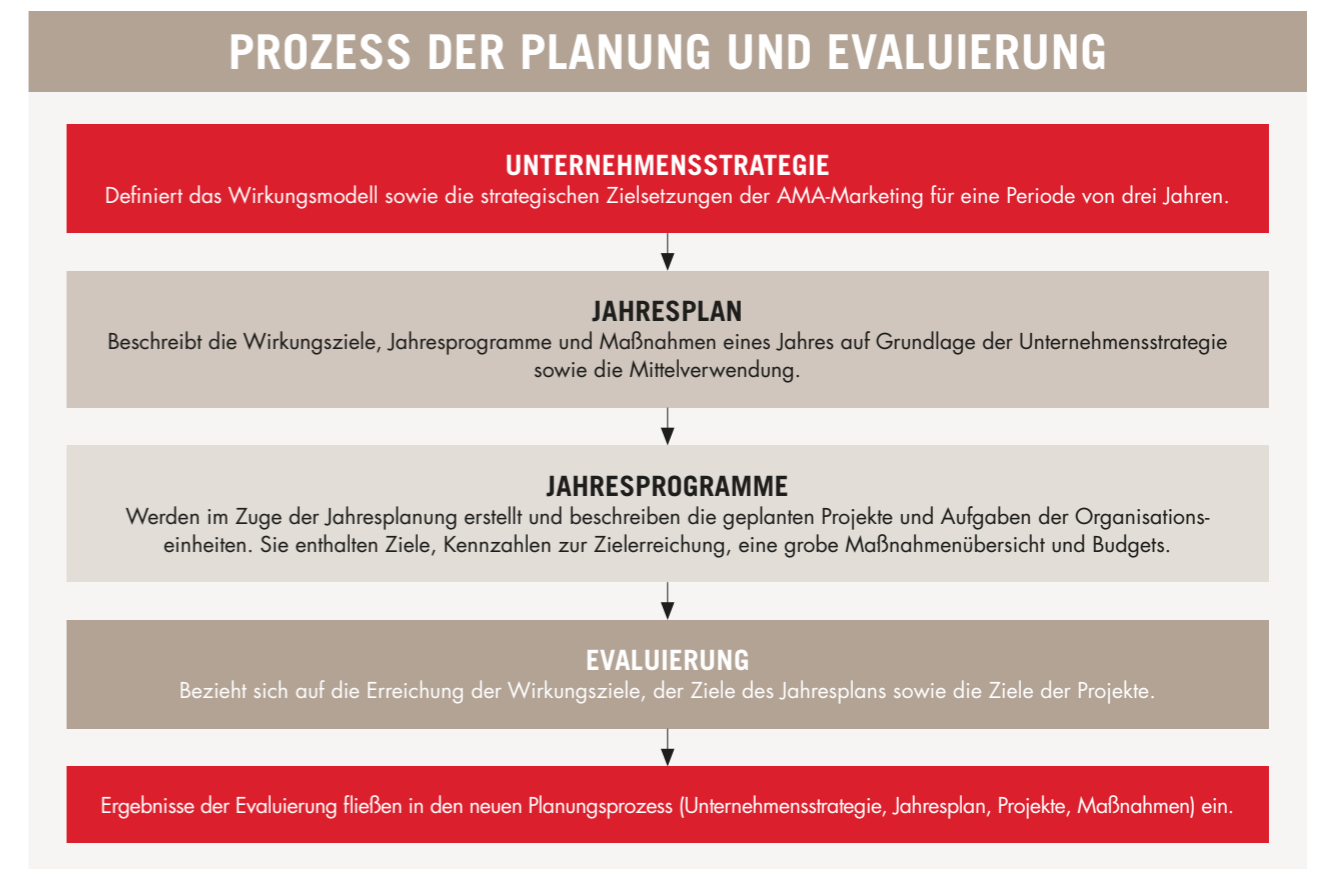 PROZESS DER PLANUNG UND EVALUIERUNG
UNTERNEHMENSSTRATEGIE
Definiert das Wirkungsmodell sowie die strategischen Zielsetzungen der AMA-Marketing für eine Periode von drei Jahren.
JAHRESPLAN
Beschreibt die Wirkungsziele, Jahresprogramme und Maßnahmen eines Jahres auf Grundlage der Unternehmensstrategie
sowie die Mittelverwendung.
JAHRESPROGRAMME
Werden im Zuge der Jahresplanung erstellt und beschreiben die geplanten Projekte und Aufgaben der Organisations-
einheiten. Sie enthalten Ziele, Kennzahlen zur Zielerreichung, eine grobe Maßnahmenübersicht und Budgets.
EVALUIERUNG
Bezieht sich auf die Erreichung der Wirkungsziele, der Ziele des Jahresplans sowie die Ziele der Projekte.
Ergebnisse der Evaluierung fließen in den neuen Planungsprozess (Unternehmensstrategie, Jahresplan, Projekte, Maßnahmen) ein.